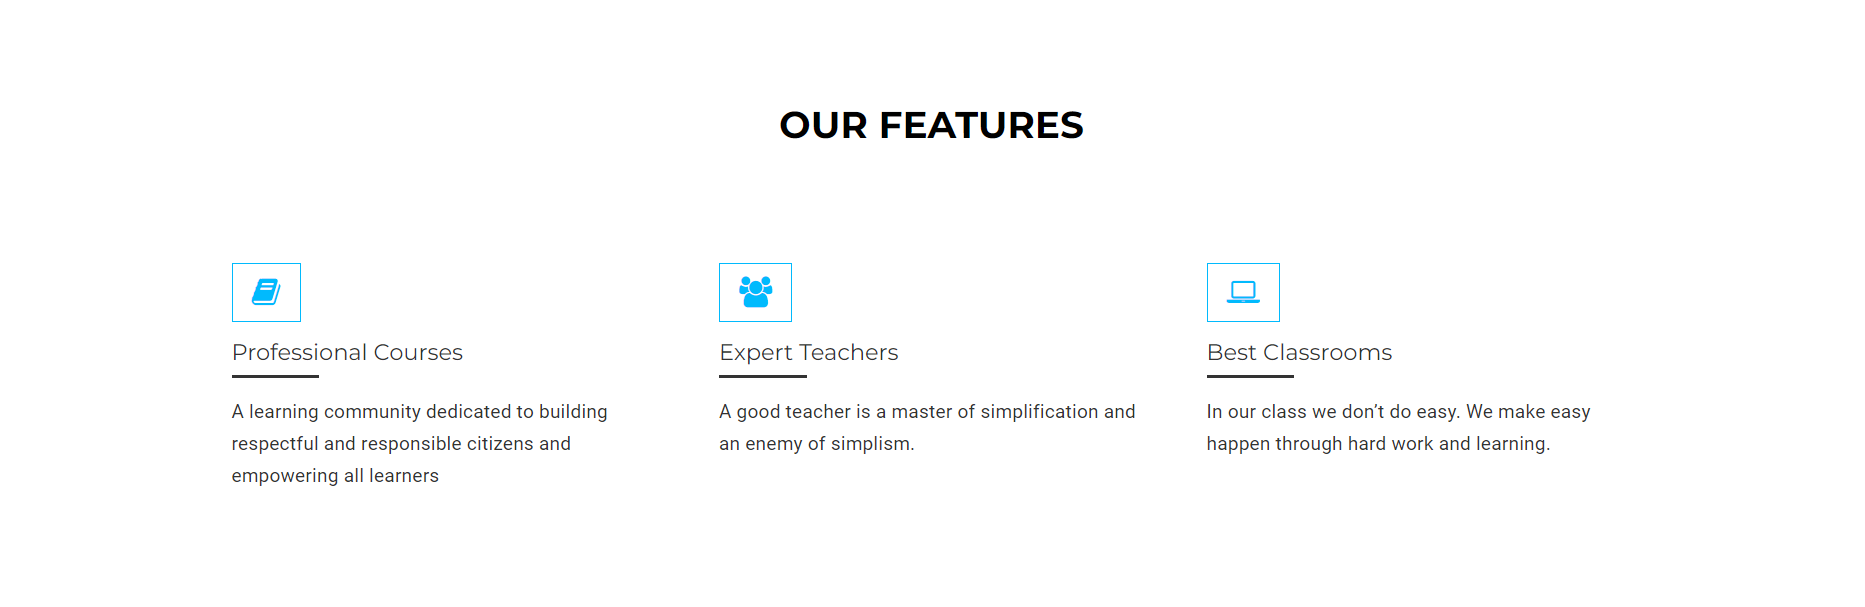 OUR FEATURES
Professional Courses
A learning community dedicated to building
respectful and responsible citizens and
empowering all learners
Expert Teachers
A good teacher is a master of simplification and
an enemy of simplism.
Best Classrooms
In our class we don’t do easy. We make easy
happen through hard work and learning.